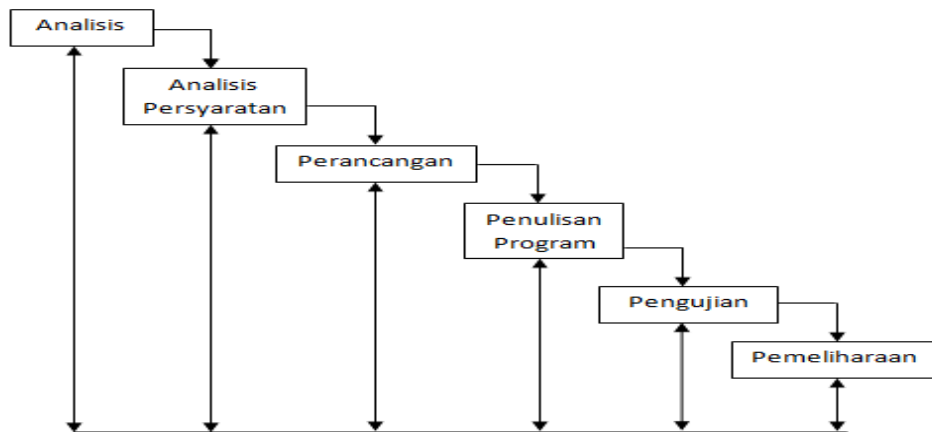 Analisis
Analisis
Persyaratan
Perancangan
Penulisan
Program
Pengujian
Pemeliharaan